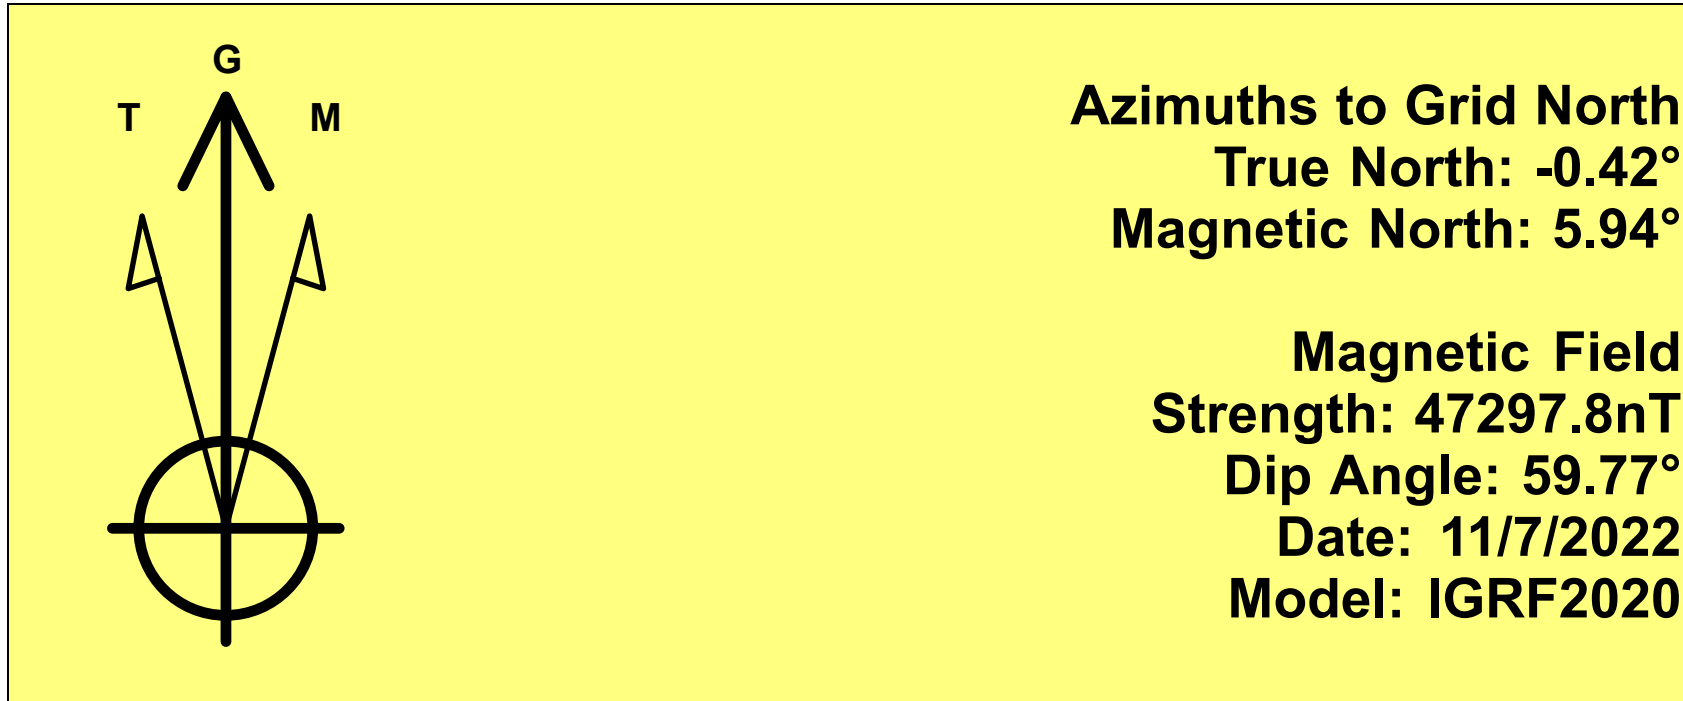 G
T M
Azimuths to Grid North
True North: -0.42°
Magnetic North: 5.94°
Magnetic Field
Strength: 47297.8nT
Dip Angle: 59.77°
Date: 11/7/2022
Model: IGRF2020